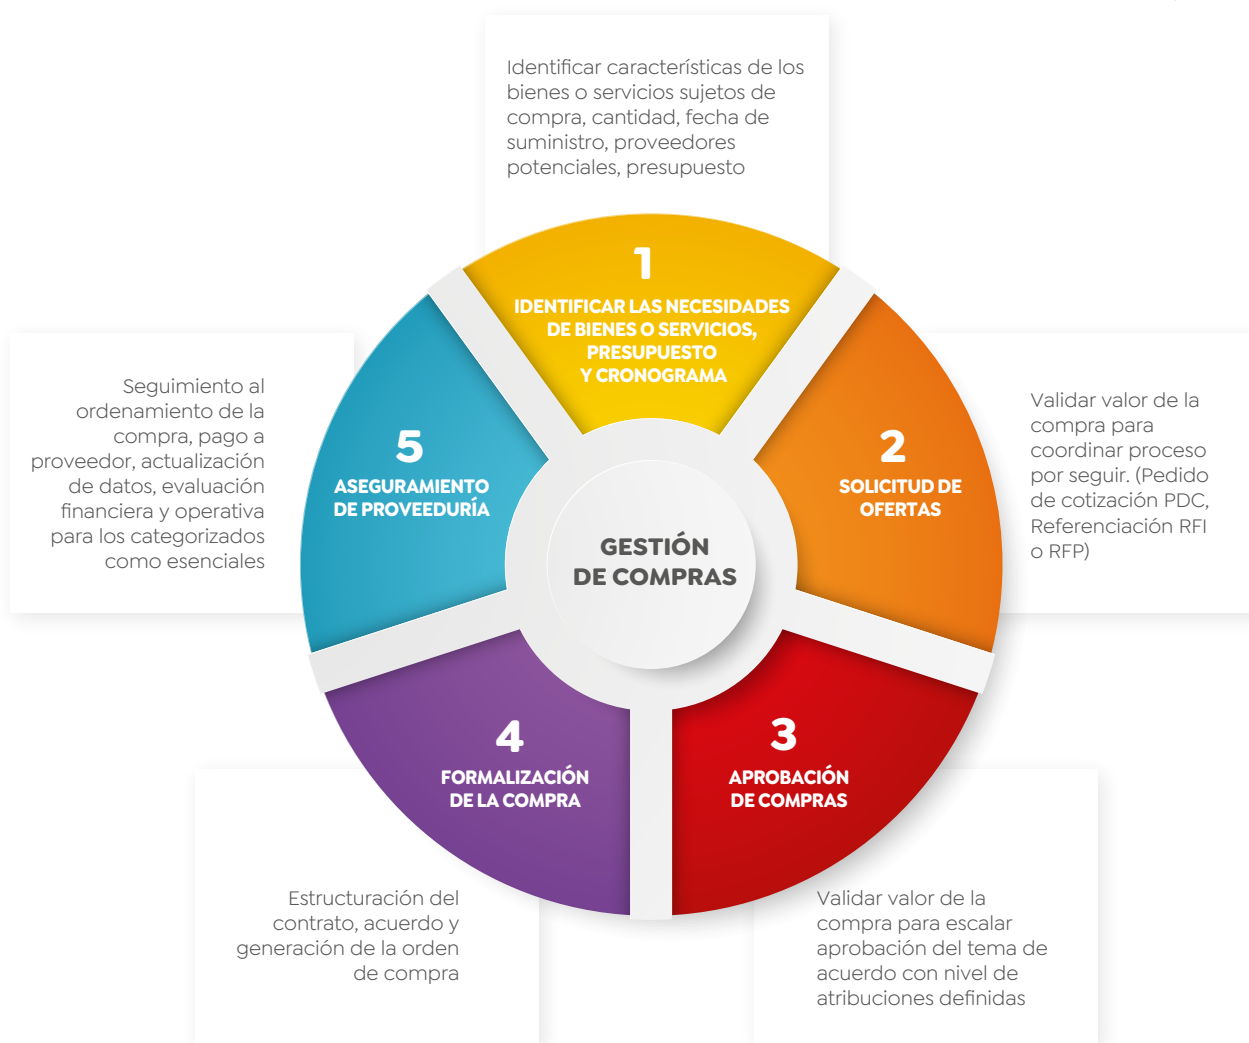 Identificar características de los
bienes o servicios sujetos de
compra, cantidad, fecha de
suministro, proveedores
potenciales, presupuesto
1
IDENTIFICAR LAS NECESIDADES
DE BIENES O SERVICIOS,
PRESUPUESTO
Y CRONOGRAMA
2
SOLICITUD DE
OFERTAS
Validar valor de la
compra para
coordinar proceso
por seguir. (Pedido
de cotización PDC,
Referenciación RFI
o RFP)
3
APROBACIÓN
DE COMPRAS
Validar valor de la
compra para escalar
aprobación del tema de
acuerdo con nivel de
atribuciones definidas
4
FORMALIZACIÓN
DE LA COMPRA
Estructuración del
contrato, acuerdo y
generación de la orden
de compra
5
ASEGURAMIENTO
DE PROVEEDURÍA
Seguimiento al
ordenamiento de la
compra, pago a
proveedor, actualización
de datos, evaluación
financiera y operativa
para los categorizados
como esenciales
GESTIÓN
DE COMPRAS